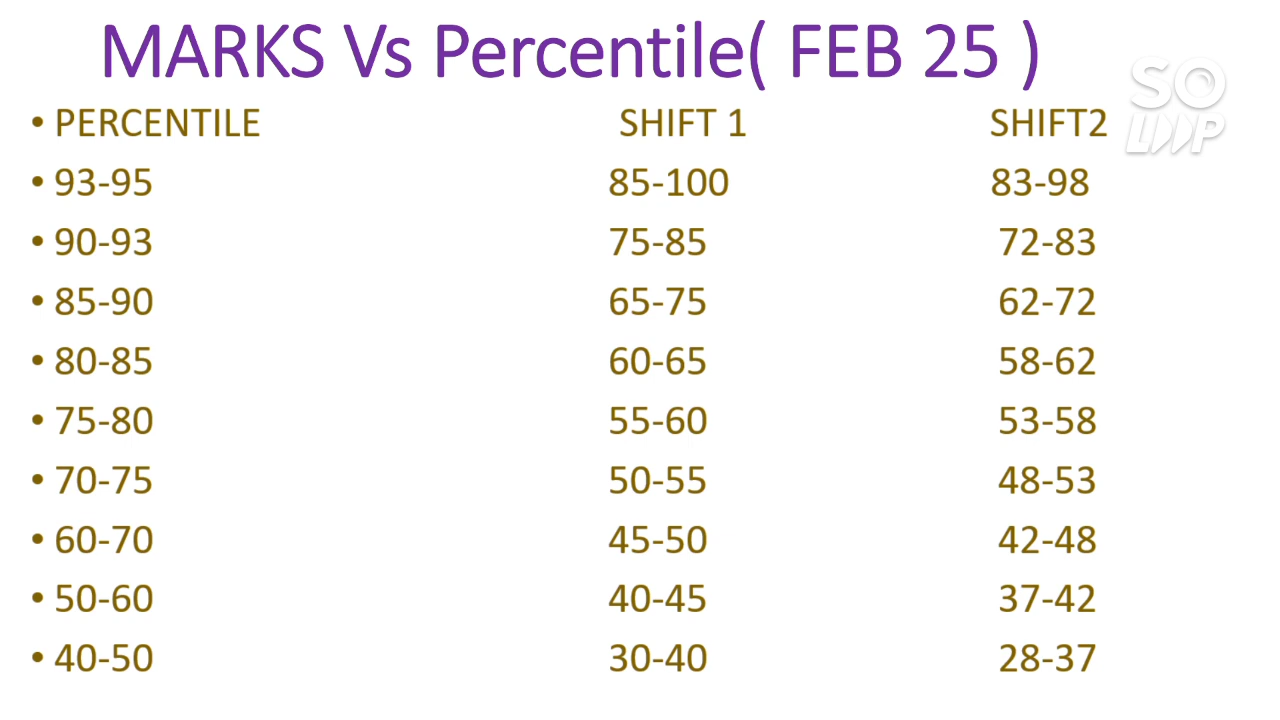 MARKS Vs Percentile( FEB 25 )
SO
LOOP
• PERCENTILE SHIFT 1 SHIFT2
• 93-95 85-100 83-98
• 90-93 75-85 72-83
• 85-90 65-75 62-72
• 80-85 60-65 58-62
• 75-80 55-60 53-58
• 70-75 50-55 48-53
• 60-70 45-50 42-48
• 50-60 40-45 37-42
• 40-50 30-40 28-37